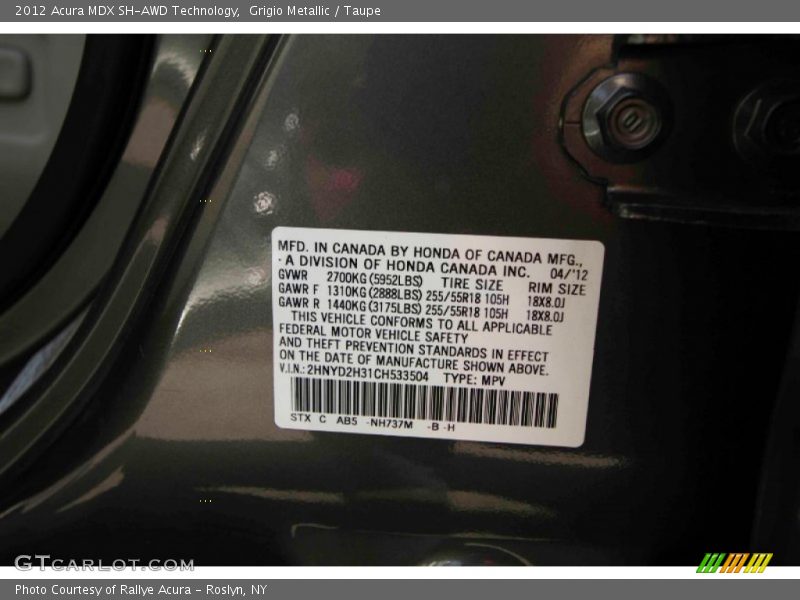 2012 Acura MDX SH-AWD Technology,  Grigio Metallic / Taupe
MFD. IN CANADA BY HONDA OF CANADA MFG.,
A DIVISION OF HONDA CANADA INC. 04/'12
GVWR 2700KG(5952LBS) TIRE SIZE RIM SIZE
GAWR F 1310KG(2888LBS) 255/55R18 105H 18X8.0J
GAWR R 1440KG(3175LBS) 255/55R18 105H 18X8.0J
THIS VEHICLE CONFORMS TO ALL APPLICABLE
FEDERAL MOTOR VEHICLE SAFETY
AND THEFT PREVENTION STANDARDS IN EFFECT
ON THE DATE OF MANUFACTURE SHOWN ABOVE.
V.I.N.: 2HNYD2H31CH533504 TYPE: MPV
STX C AB5 -NH737M -B -H
GTCARLOT.COM
Photo Courtesy of Rallye Acura - Roslyn, NY